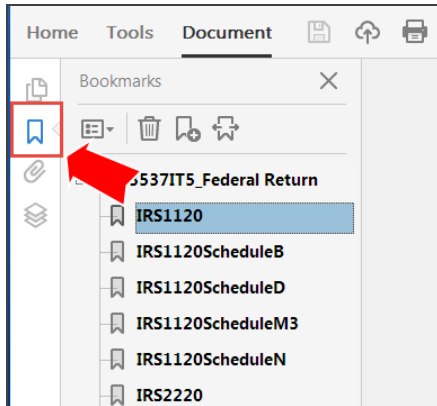 Home Tools Document
Bookmarks
5537IT5_Federal Return
IRS1120
IRS1120ScheduleB
IRS1120ScheduleD
IRS1120ScheduleM3
IRS1120ScheduleN
IRS2220